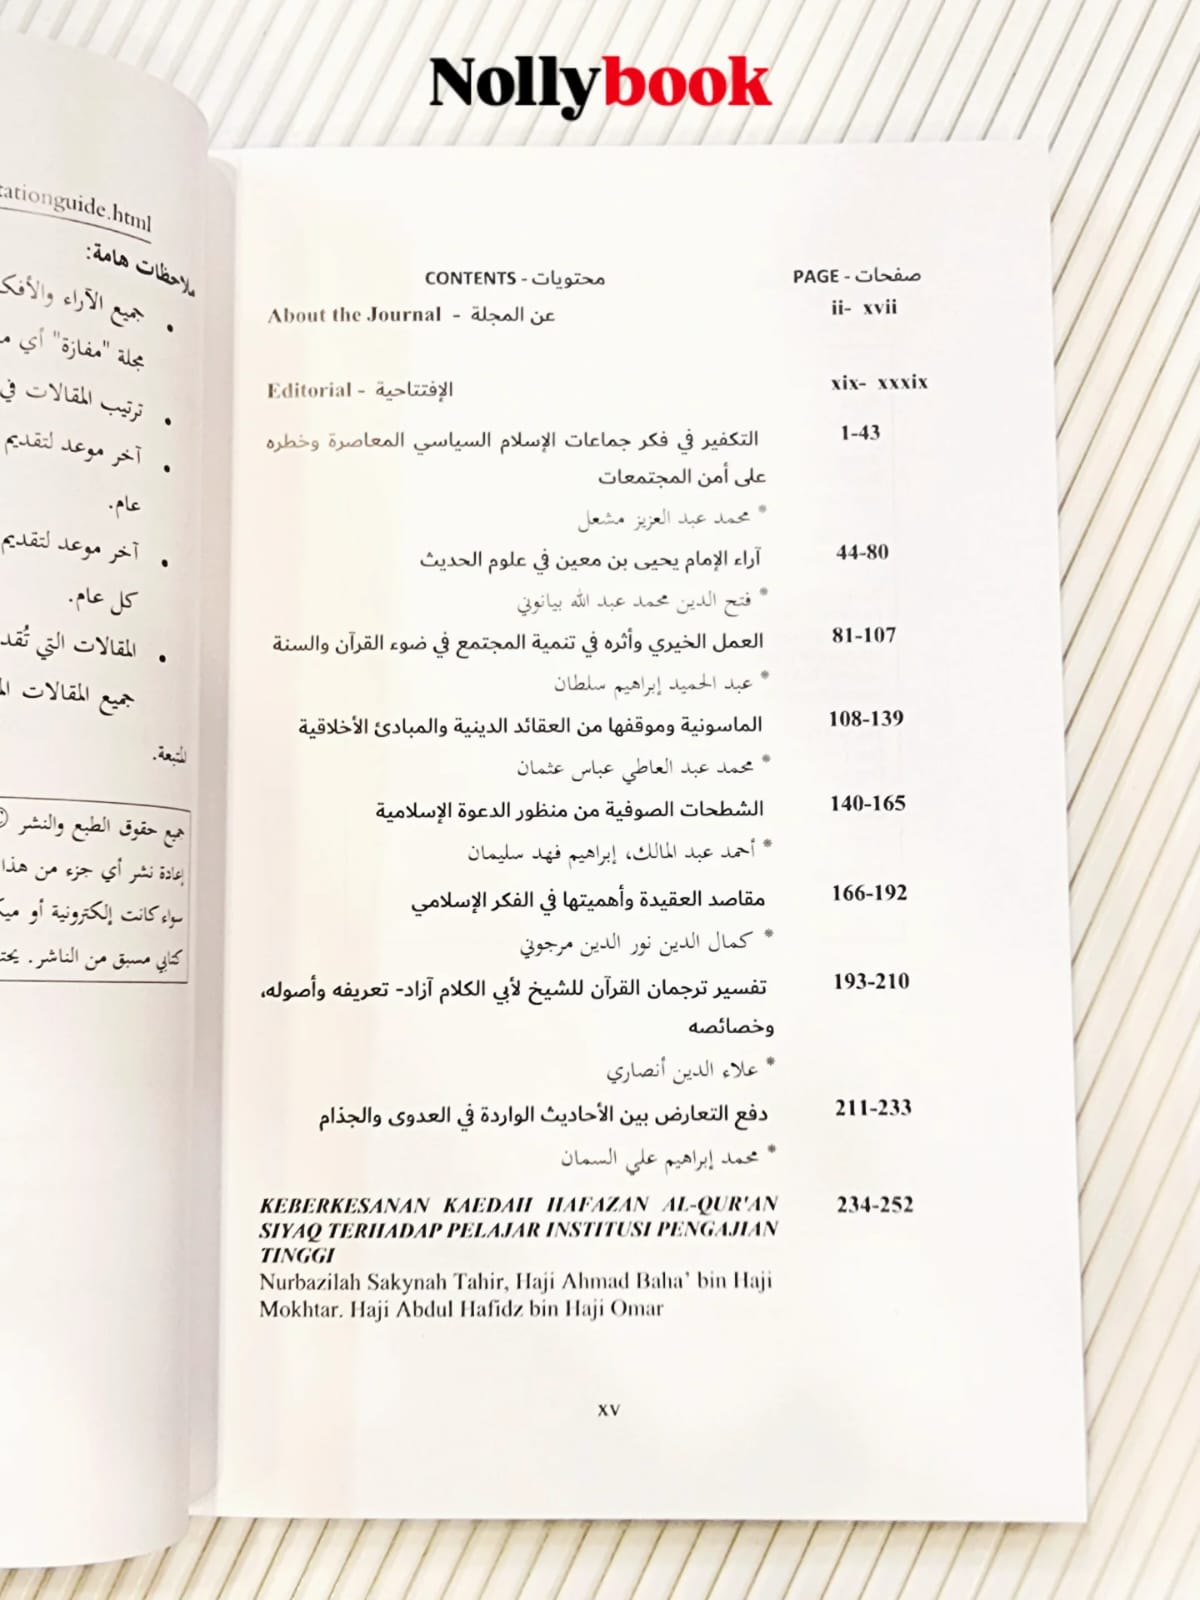 Nollybook
tationguide.html
ملاحظات هامة:
جميع الآراء والأفكا
مجلة "مفازة" أي م
ترتيب المقالات في
آخر موعد لتقديم
عام.
آخر موعد لتقديم
كل عام.
المقالات التي تُقد
جميع المقالات الم
المتبعة.
جميع حقوق الطبع والنشر ©
إعادة نشر أي جزء من هذا
سواء كانت إلكترونية أو ميك
كتابي مسبق من الناشر. يحت
CONTENTS - محتويات PAGE - صفحات
About the Journal - عن المجلة ii- xvii
Editorial - الإفتتاحية xix- xxxix
التكفير في فكر جماعات الإسلام السياسي المعاصرة وخطره 1-43
على أمن المجتمعات
* محمد عبد العزيز مشعل
آراء الإمام يحيى بن معين في علوم الحديث 44-80
* فتح الدين محمد عبد الله بيانوني
العمل الخيري وأثره في تنمية المجتمع في ضوء القرآن والسنة 81-107
* عبد الحميد إبراهيم سلطان
الماسونية وموقفها من العقائد الدينية والمبادئ الأخلاقية 108-139
* محمد عبد العاطي عباس عثمان
الشطحات الصوفية من منظور الدعوة الإسلامية 140-165
* أحمد عبد المالك، إبراهيم فهد سليمان
مقاصد العقيدة وأهميتها في الفكر الإسلامي 166-192
* كمال الدين نور الدين مرجوني
تفسير ترجمان القرآن للشيخ لأبي الكلام آزاد- تعريفه وأصوله، 193-210
وخصائصه
* علاء الدين أنصاري
دفع التعارض بين الأحاديث الواردة في العدوى والجذام 211-233
* محمد إبراهيم علي السمان
KEBERKESANAN KAEDAH HAFAZAN AL-QUR'AN 234-252
SIYAQ TERHADAP PELAJAR INSTITUSI PENGAJIAN
TINGGI
Nurbazilah Sakynah Tahir, Haji Ahmad Baha' bin Haji
Mokhtar. Haji Abdul Hafidz bin Haji Omar
xv